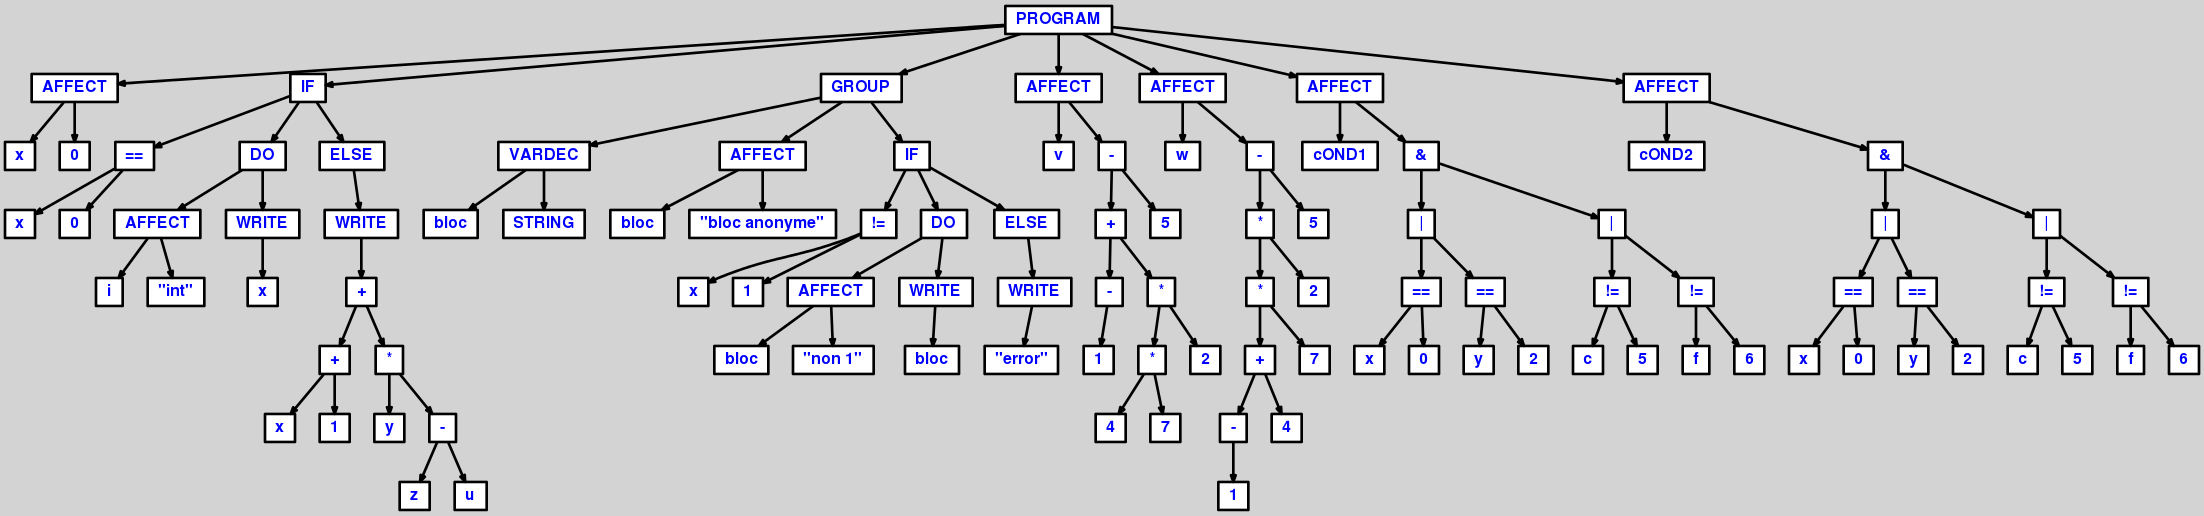 PROGRAM
AFFECT IF GROUP AFFECT AFFECT AFFECT AFFECT
x 0 == DO ELSE VARDEC AFFECT IF v - w - cOND1 & cOND2 &
x 0 AFFECT WRITE WRITE bloc STRING bloc "bloc anonyme" != DO ELSE + 5 * 5 | | | |
i "int" x + x 1 AFFECT WRITE WRITE - * * 2 == == != != == == != !=
+ * bloc "non 1" bloc "error" 1 * 2 + 7 x 0 y 2 c 5 f 6 x 0 y 2 c 5 f 6
x 1 y - 4 7 - 4
z u 1